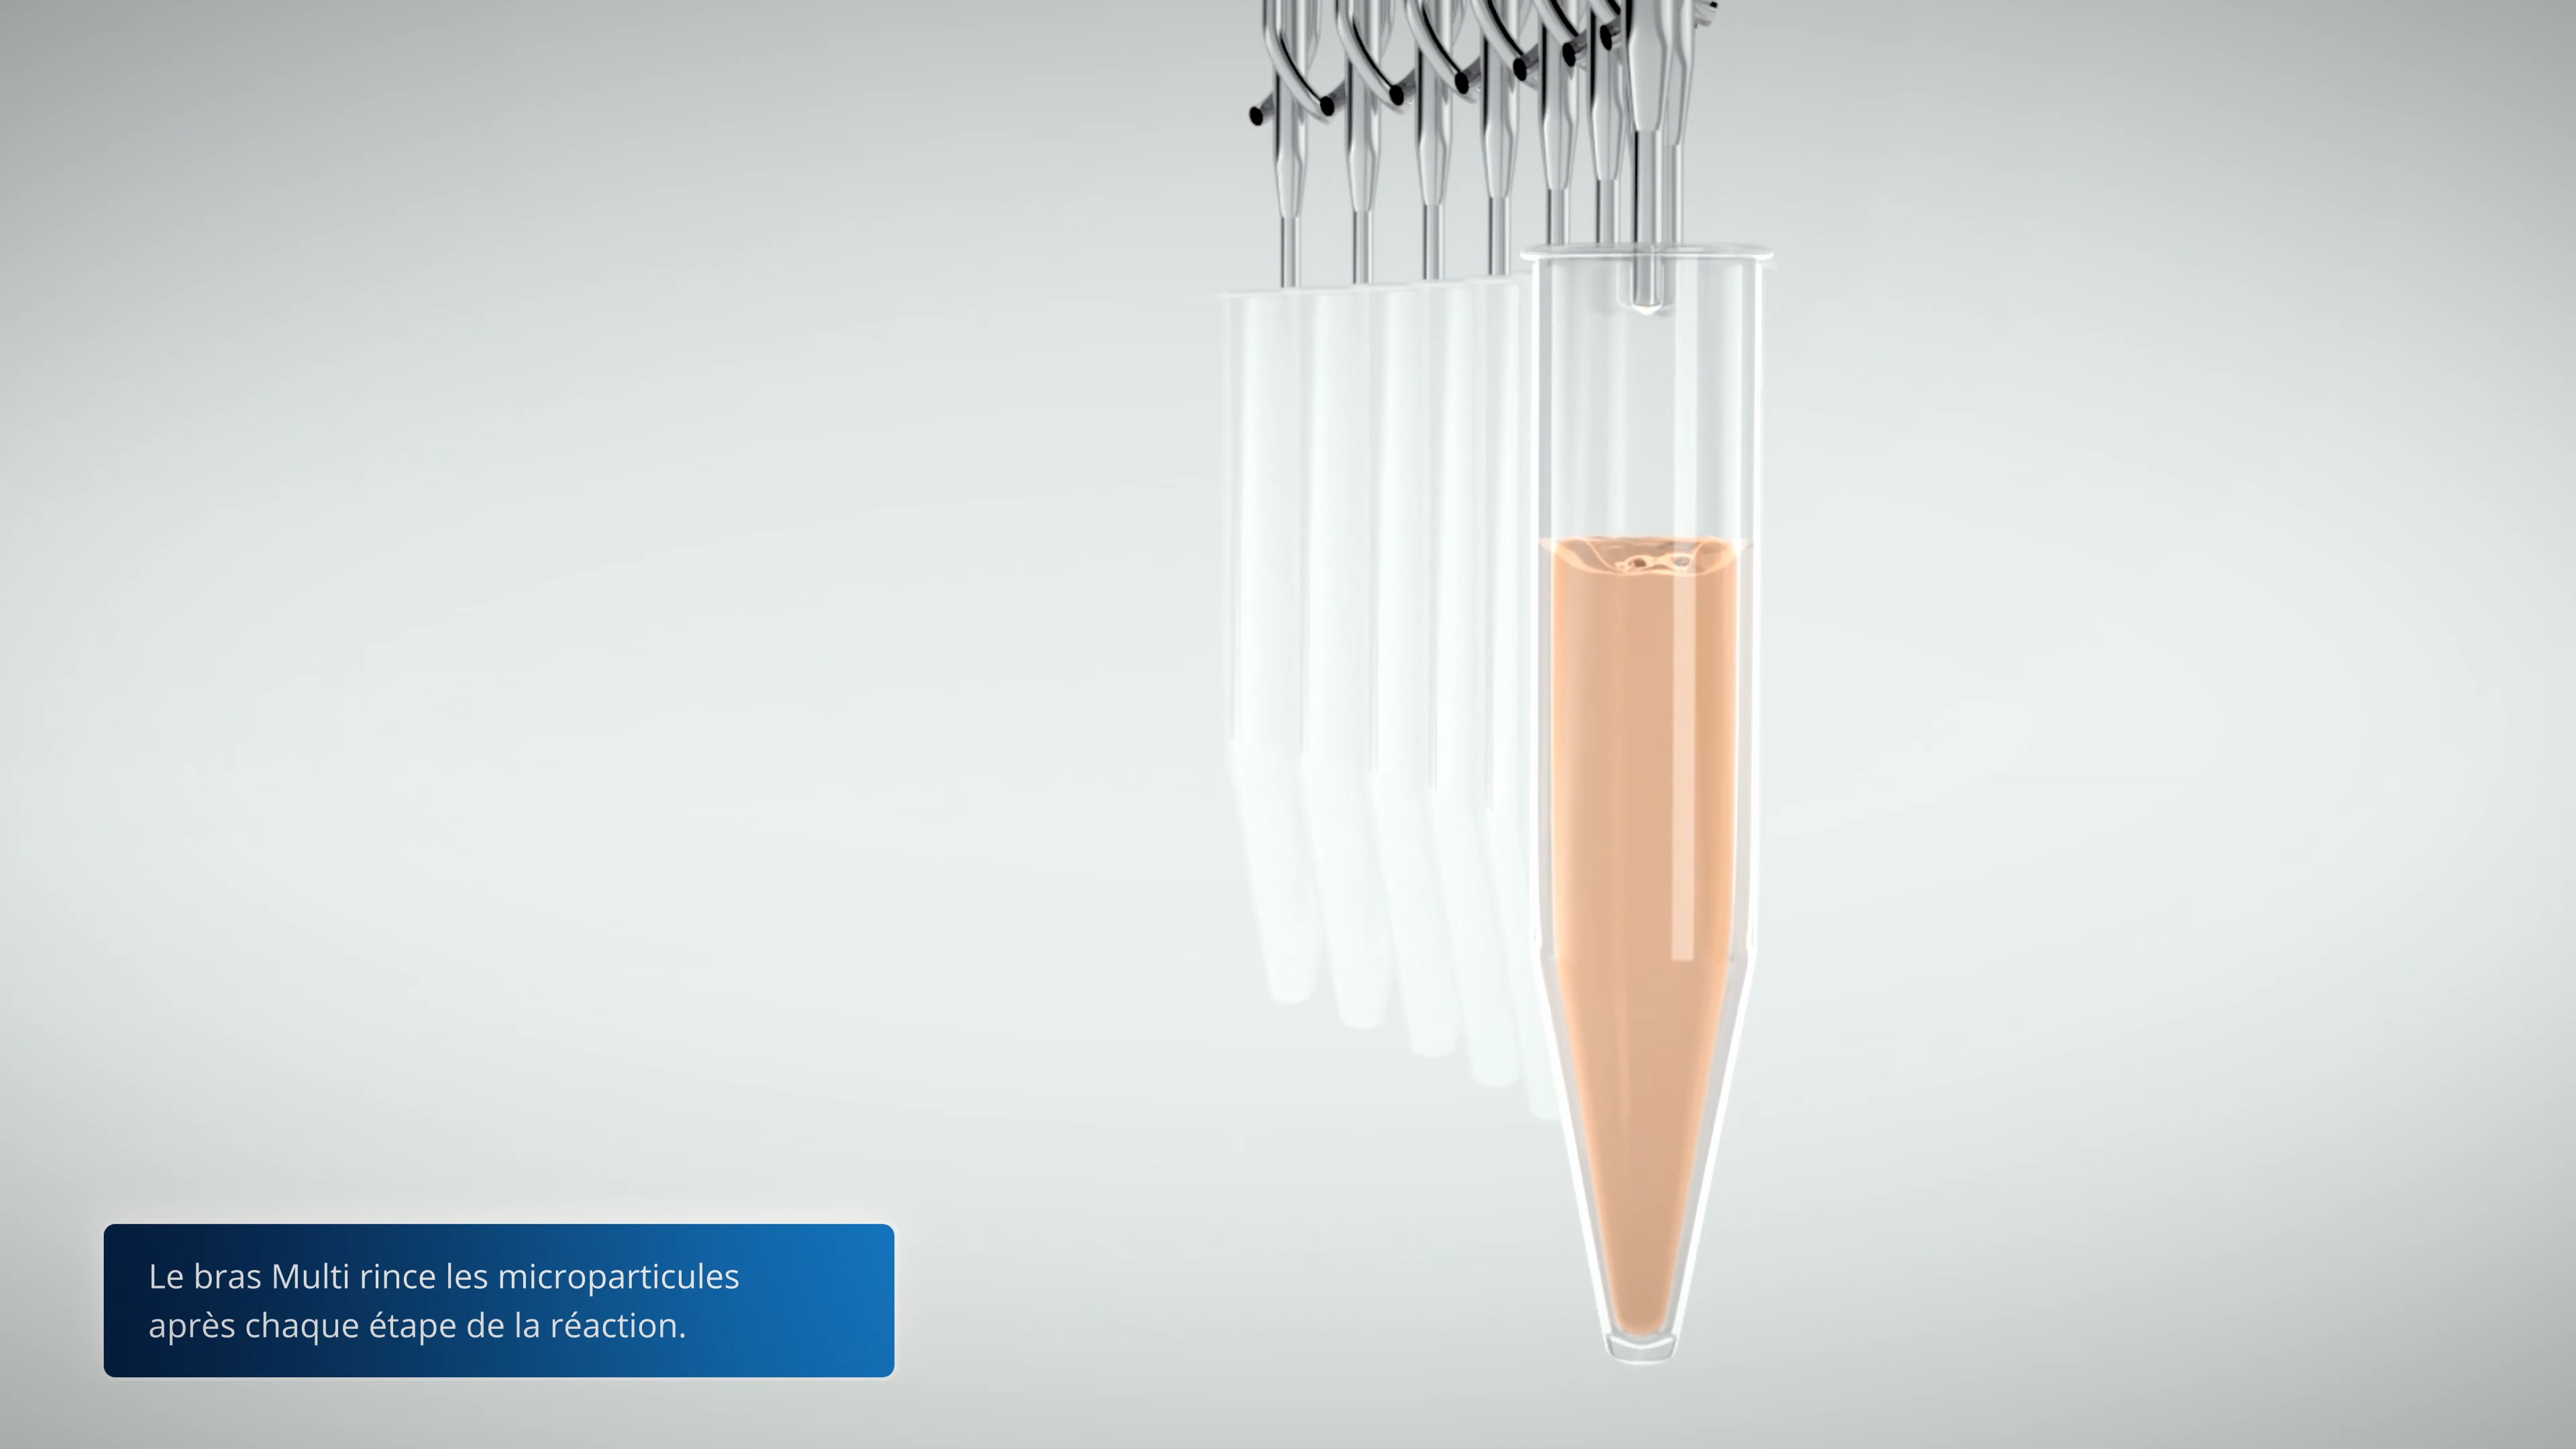 Le bras Multi rince les microparticules
après chaque étape de la réaction.